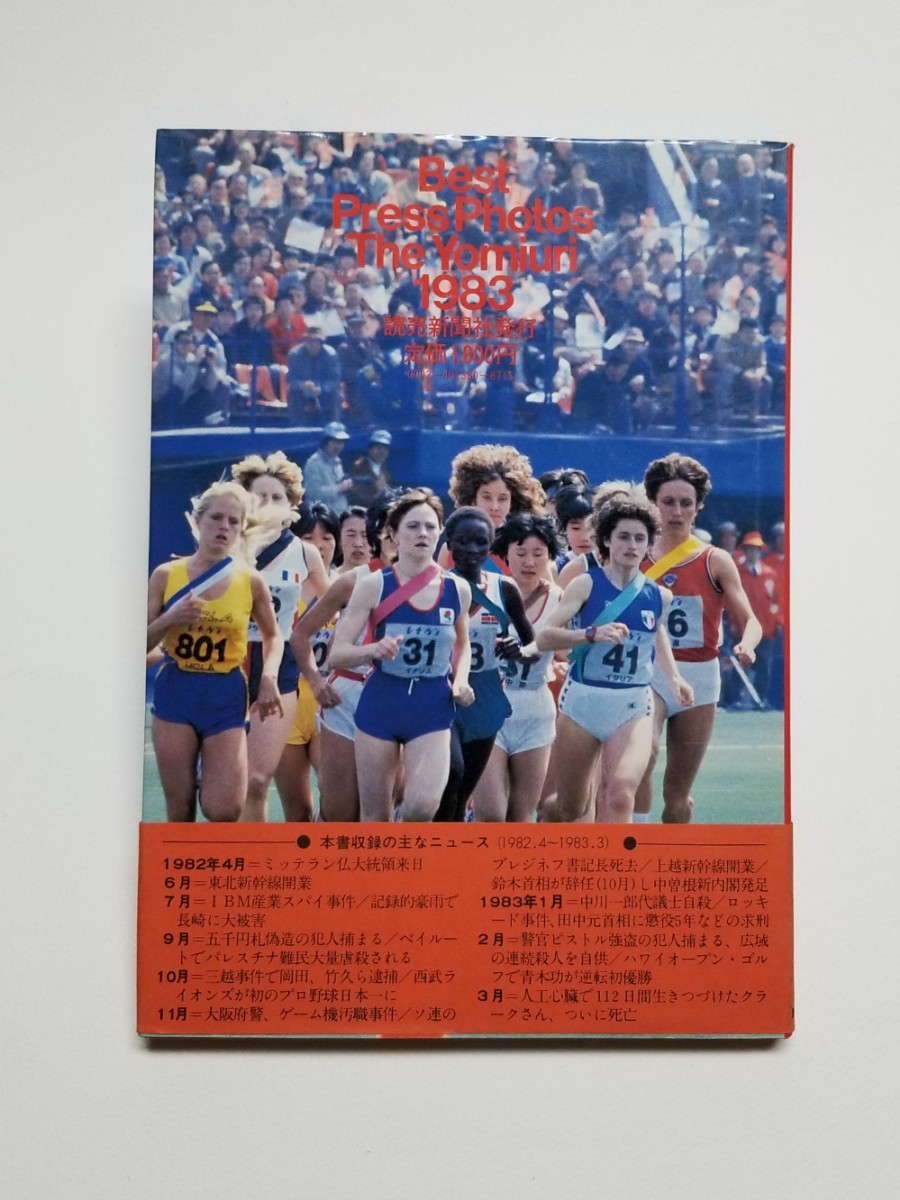 Best
Press Photos
The Yomiuri
1983
読売新聞社発行
定価1,800円
801
MOLA
31
イギリス
41
イタリア
6
● 本書収録の主なニュース(1982.4~1983.3) ●
1982年4月=ミッテラン仏大統領来日
6月=東北新幹線開業
7月=IBM産業スパイ事件/記録的豪雨で
長崎に大被害
9月=五千円札偽造の犯人捕まる/ベイルー
トでパレスチナ難民大量虐殺される
10月=三越事件で岡田、竹久ら逮捕/西武ラ
イオンズが初のプロ野球日本一に
11月=大阪府警、ゲーム機汚職事件/ソ連の
ブレジネフ書記長死去/上越新幹線開業/
鈴木首相が辞任(10月)し中曽根新内閣発足
1983年1月=中川一郎代議士自殺/ロッキ
ード事件、田中元首相に懲役5年などの求刑
2月=警官ピストル強盗の犯人捕まる、広域
の連続殺人を自供/ハワイオープン・ゴル
フで青木功が逆転初優勝
3月=人工心臓で112日間生きつづけたクラ
ークさん、ついに死亡